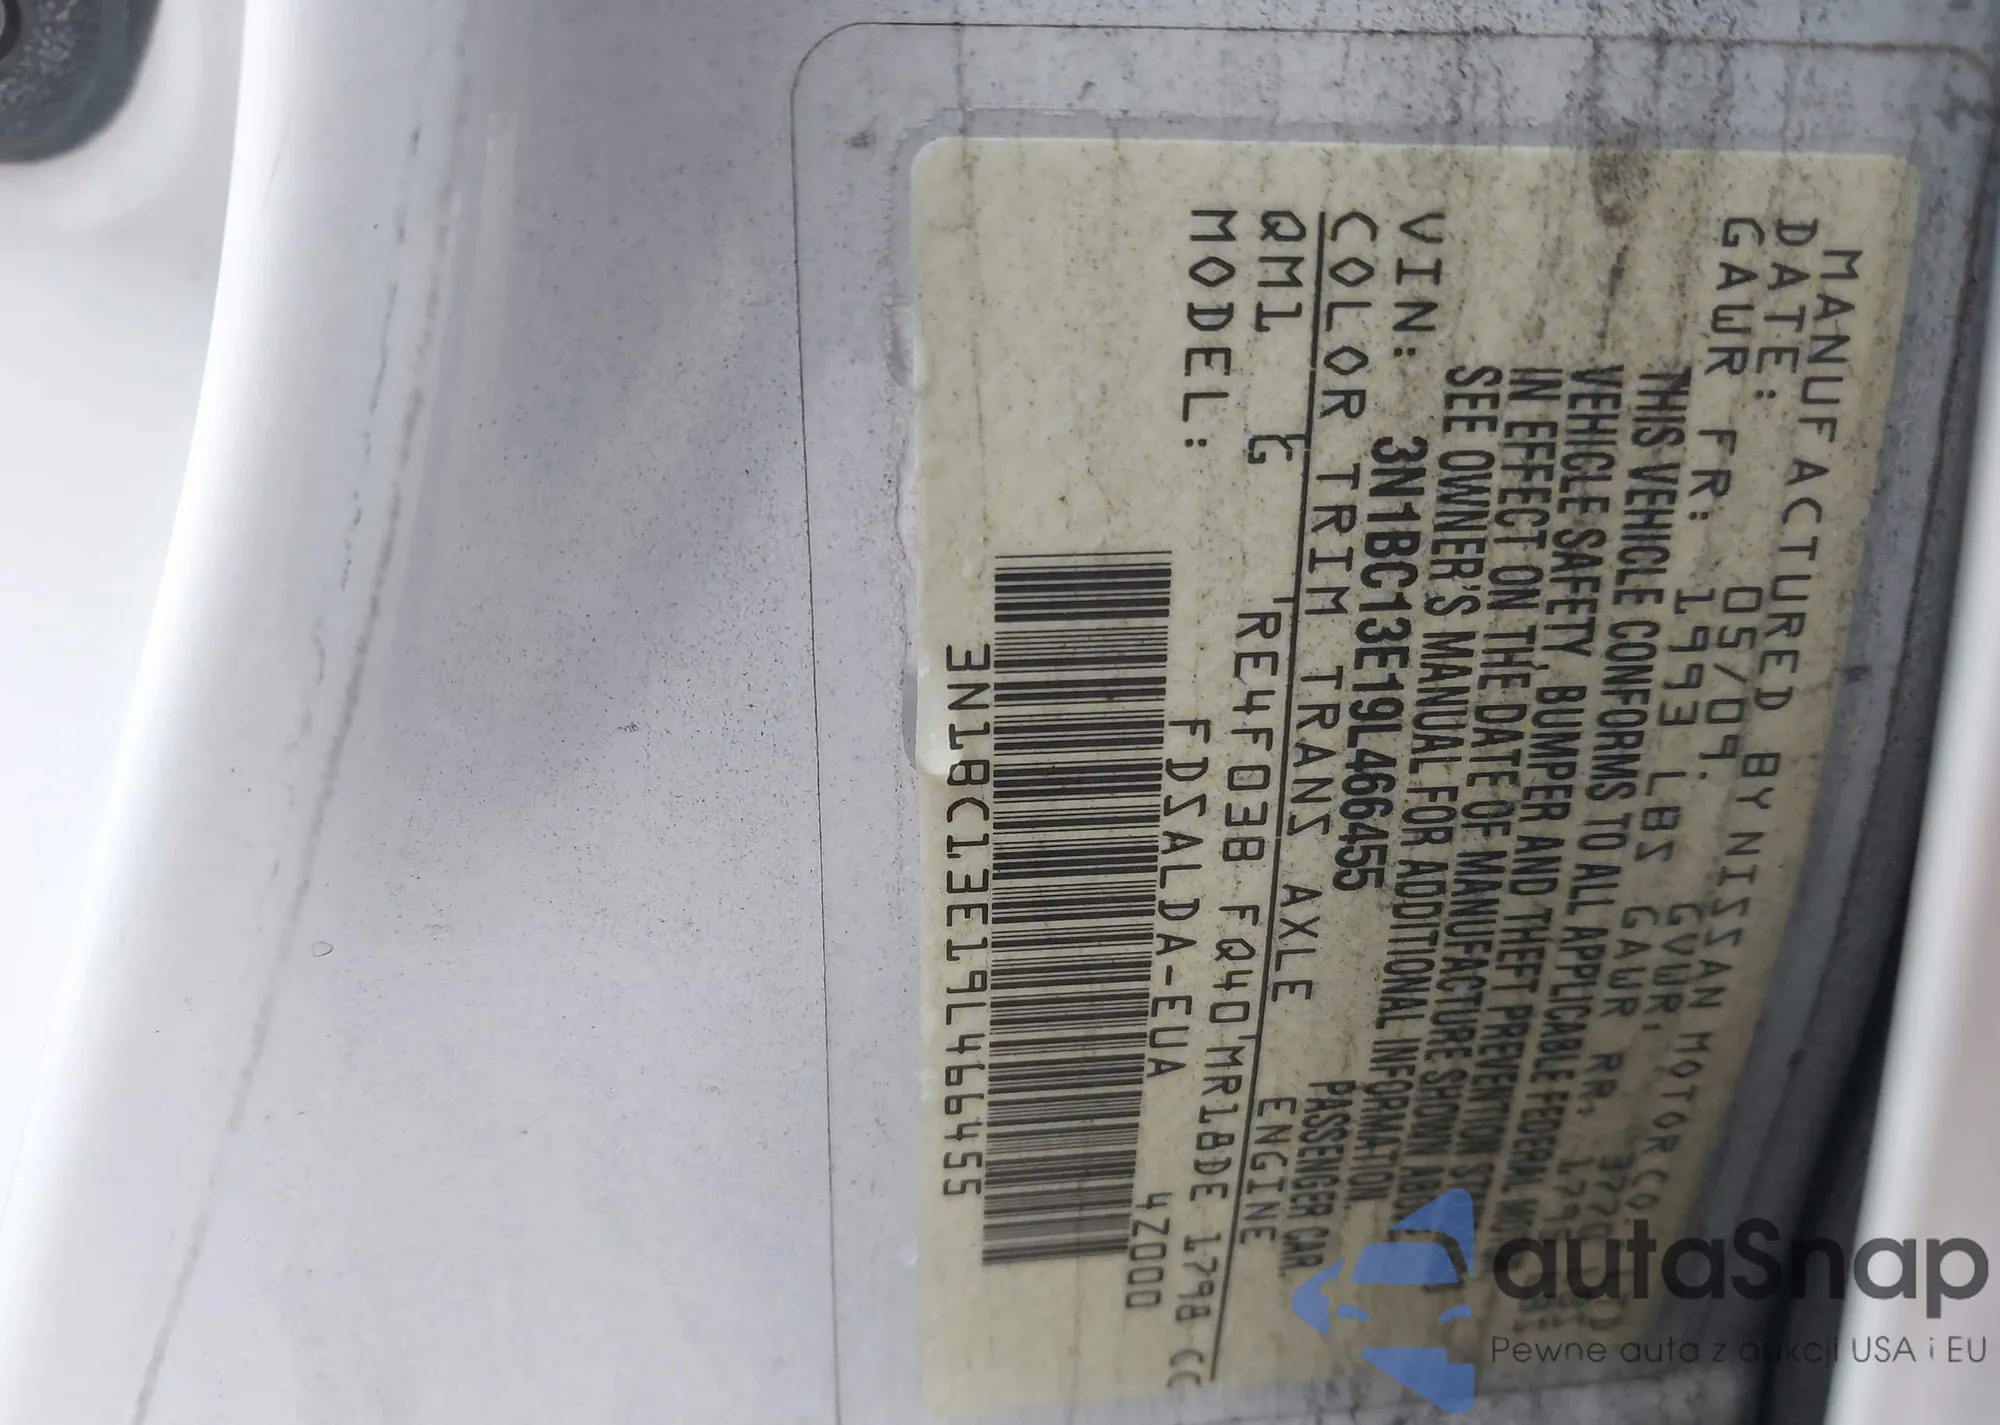 MANUFACTURED BY NISSAN MOTOR CO
DATE: 05/09. GVWR:
GAWR FR: 1993 LBS GAWR RR:
THIS VEHICLE CONFORMS TO ALL APPLICABLE FEDERAL
VEHICLE SAFETY, BUMPER AND THEFT PREVENTION
IN EFFECT ON THE DATE OF MANUFACTURE SHOWN
SEE OWNER'S MANUAL FOR ADDITIONAL INFORMATION.
VIN: 3N1BC13E19L466455 PASSENGER CAR.
COLOR TRIM TRANS AXLE ENGINE
QM1 G RE4F03B FQ40 MR18DE 1798 CC
MODEL: FDSALDA-EUA 4Z000
3N1BC13E19L466455
autaSnap
Pewne auta z aukcji USA i EU